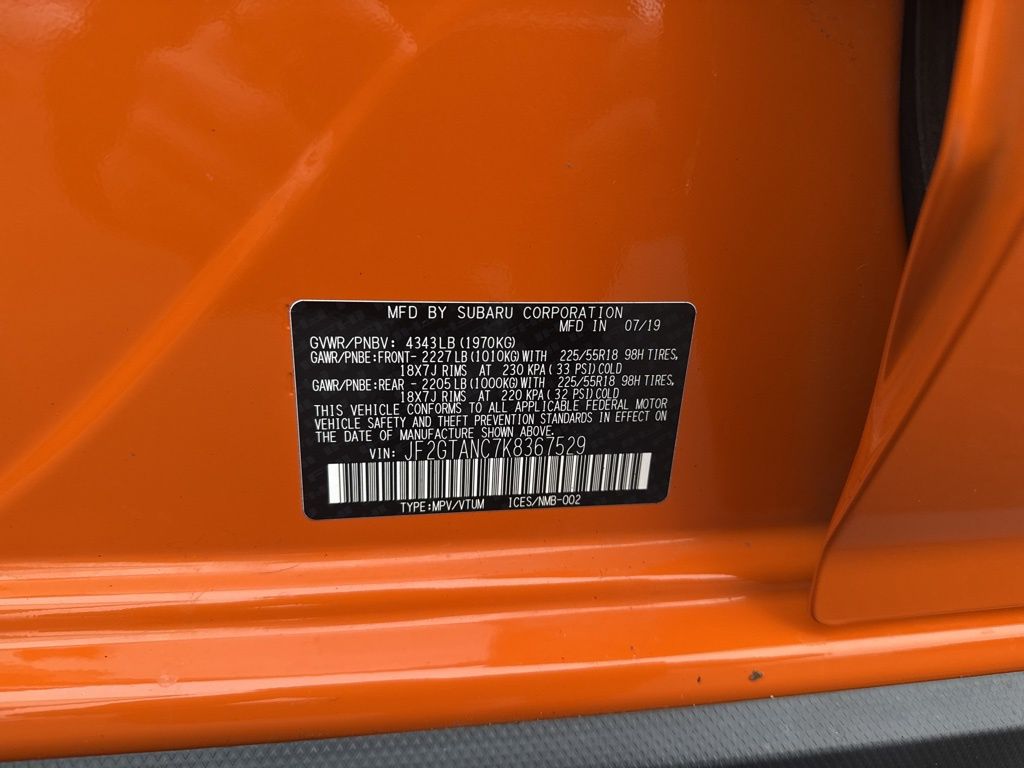 MFD BY SUBARU CORPORATION
MFD IN 07/19
GVWR/PNBV: 4343LB(1970KG)
GAWR/PNBE:FRONT- 2227LB(1010KG)WITH 225/55R18 98H TIRES,
18X7J RIMS AT 230 KPA( 33 PSI)COLD
GAWR/PNBE:REAR - 2205LB(1000KG)WITH 225/55R18 98H TIRES,
18X7J RIMS AT 220 KPA( 32 PSI)COLD
THIS VEHICLE CONFORMS TO ALL APPLICABLE FEDERAL MOTOR
VEHICLE SAFETY AND THEFT PREVENTION STANDARDS IN EFFECT ON
THE DATE OF MANUFACTURE SHOWN ABOVE.
VIN: JF2GTANC7K8367529
TYPE:MPV/VTUM ICES/NMB-002